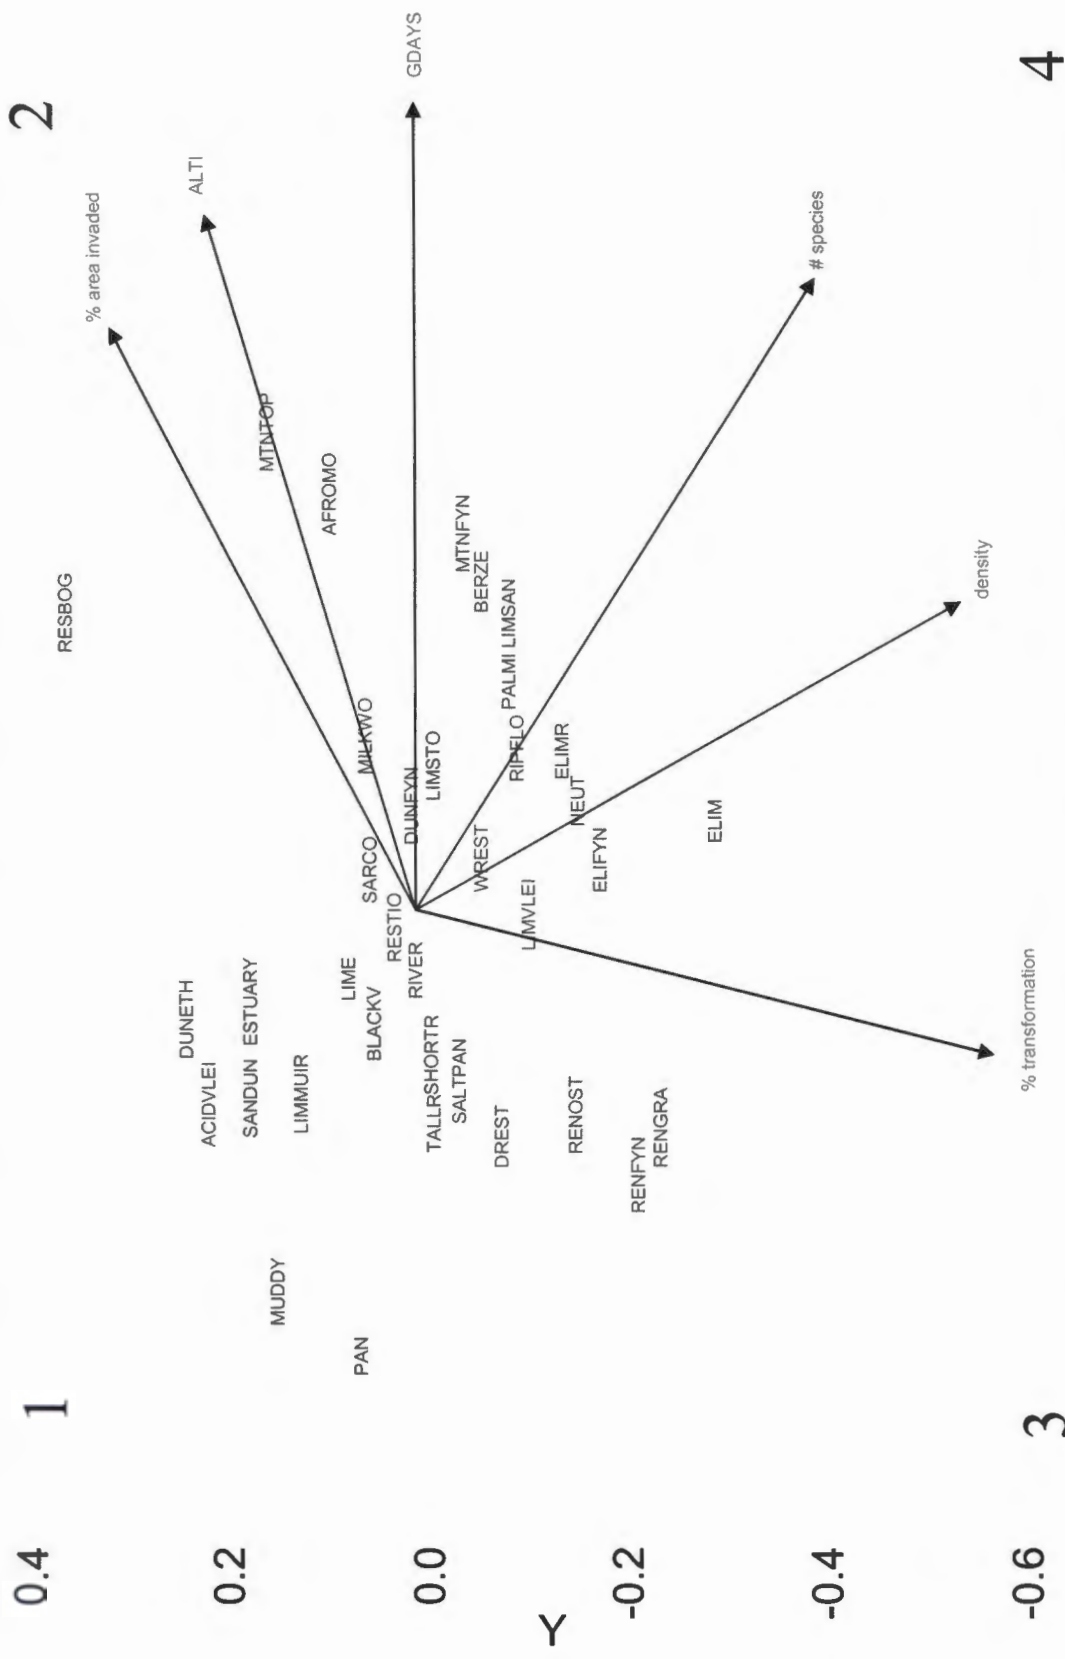 1
2
RESBOG
% area invaded
DUNETH
ALTI
ACIDVLEI
SANDUN ESTUARY
MTNTOP
MUDDY
LIMMUIR
AFROMO
LIME
MILKWO
PAN
SARCO
BLACKV
RESTIO
GDAYS
DUNFYN
RIVER
LIMSTO
TALLRSHORTR
SALTPAN
MTNFYN
WREST
BERZE
DREST
PALMI LIMSAN
RIPFLO
LIMVLEI
ELIMR
RENOST
NEUT
ELIFYN
RENFYN
RENGRA
ELIM
# species
density
% transformation
3
4
0.4
0.2
0.0
-0.2
-0.4
-0.6
Y